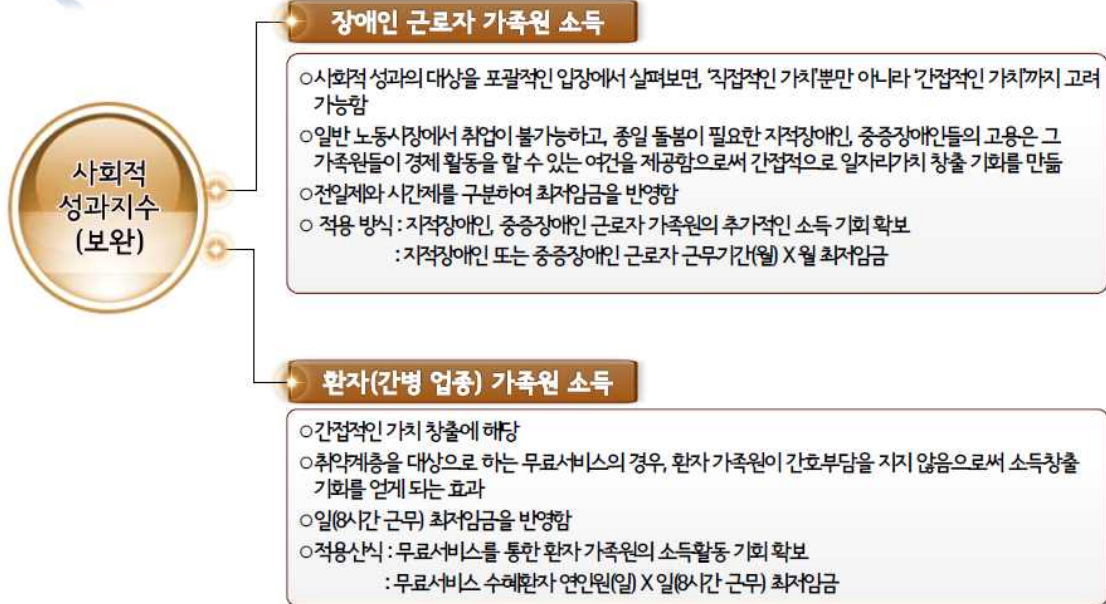 사회적
성과지수
(보완)
장애인 근로자 가족원 소득
○사회적 성과의 대상을 포괄적인 입장에서 살펴보면, ‘직접적인 가치’뿐만 아니라 ‘간접적인 가치’까지 고려
가능함
○일반 노동시장에서 취업이 불가능하고, 종일 돌봄이 필요한 지적장애인, 중증장애인들의 고용은 그
가족원들이 경제 활동을 할 수 있는 여건을 제공함으로써 간접적으로 일자리가치 창출 기회를 만듦
○전일제와 시간제를 구분하여 최저임금을 반영함
○ 적용 방식 : 지적장애인, 중증장애인 근로자 가족원의 추가적인 소득 기회 확보
: 지적장애인 또는 중증장애인 근로자 근무기간(월) X 월 최저임금
환자(간병 업종) 가족원 소득
○간접적인 가치 창출에 해당
○취약계층을 대상으로 하는 무료서비스의 경우, 환자 가족원이 간호부담을 지지 않음으로써 소득창출
기회를 얻게 되는 효과
○일(8시간 근무) 최저임금을 반영함
○적용산식 : 무료서비스를 통한 환자 가족원의 소득활동 기회 확보
: 무료서비스 수혜환자 연인원(일) X 일(8시간 근무) 최저임금